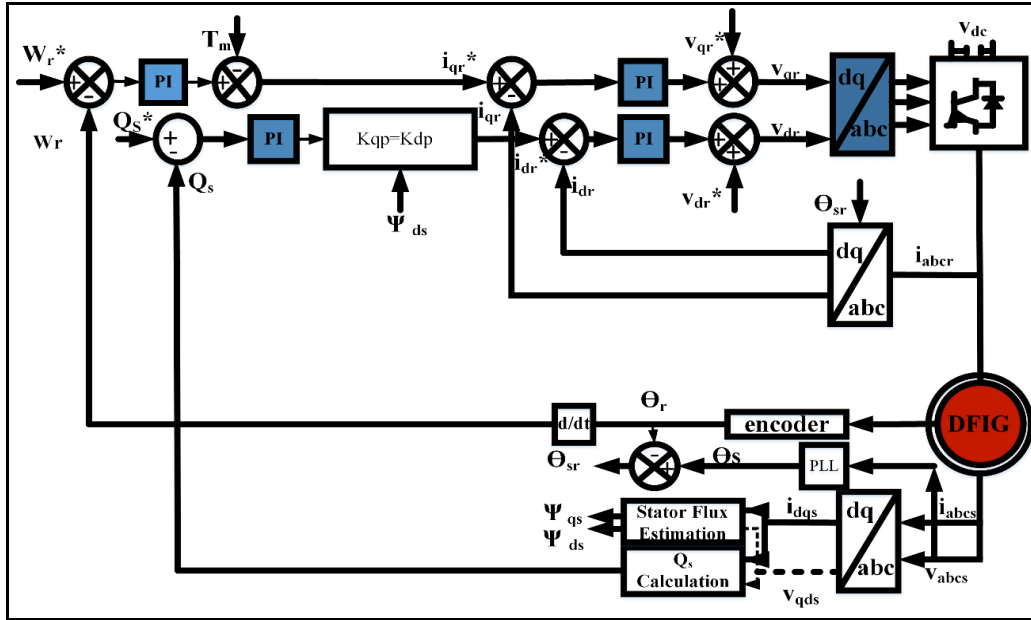 Wr*
PI
Tm
iqr*
PI
vqr*
vqr
dq
abc
vdc
Wr
QS*
+
-
Qs
PI
Kqp=Kdp
Ψ ds
iqr
idr*
idr
PI
vdr
vdr*
Θsr
dq
abc
iabcr
DFIG
encoder
Θr
d/dt
Θsr
-
+
Θs
PLL
Ψ qs
Ψ ds
Stator Flux
Estimation
Qs
Calculation
idqs
vqds
dq
abc
iabcs
vabcs